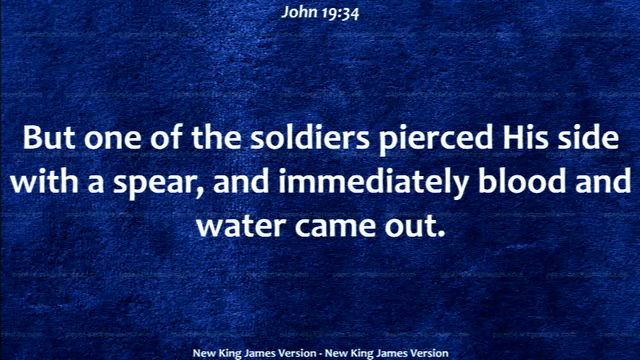 John 19:34
But one of the soldiers pierced His side
with a spear, and immediately blood and
water came out.
New King James Version - New King James Version